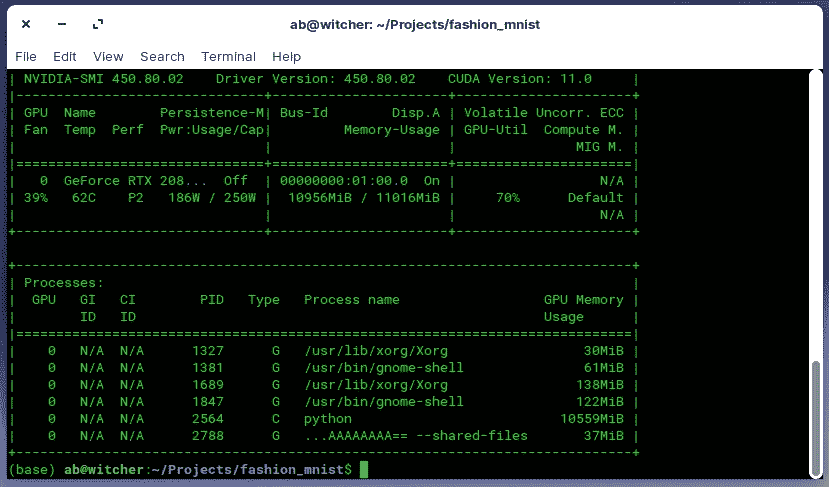 ab@witcher: ~/Projects/fashion_mnist
File Edit View Search Terminal Help
| NVIDIA-SMI 450.80.02    Driver Version: 450.80.02    CUDA Version: 11.0     |
|-------------------------------+----------------------+----------------------+
| GPU  Name        Persistence-M| Bus-Id        Disp.A | Volatile Uncorr. ECC |
| Fan  Temp  Perf  Pwr:Usage/Cap|         Memory-Usage | GPU-Util  Compute M. |
|                               |                      |               MIG M. |
|===============================+======================+======================|
|   0  GeForce RTX 208...  Off  | 00000000:01:00.0  On |                  N/A |
| 39%   62C    P2   186W / 250W |  10956MiB / 11016MiB |     70%      Default |
|                               |                      |                  N/A |
+-------------------------------+----------------------+----------------------+
+-----------------------------------------------------------------------------+
| Processes:                                                                  |
|  GPU   GI   CI        PID   Type   Process name                  GPU Memory |
|        ID   ID                                                   Usage      |
|=============================================================================|
|    0   N/A  N/A      1327      G   /usr/lib/xorg/Xorg                 30MiB |
|    0   N/A  N/A      1381      G   /usr/bin/gnome-shell               61MiB |
|    0   N/A  N/A      1689      G   /usr/lib/xorg/Xorg                138MiB |
|    0   N/A  N/A      1847      G   /usr/bin/gnome-shell              122MiB |
|    0   N/A  N/A      2564      C   python                          10559MiB |
|    0   N/A  N/A      2788      G   ...AAAAAAAA== --shared-files       37MiB |
+-----------------------------------------------------------------------------+
(base) ab@witcher:~/Projects/fashion_mnist$